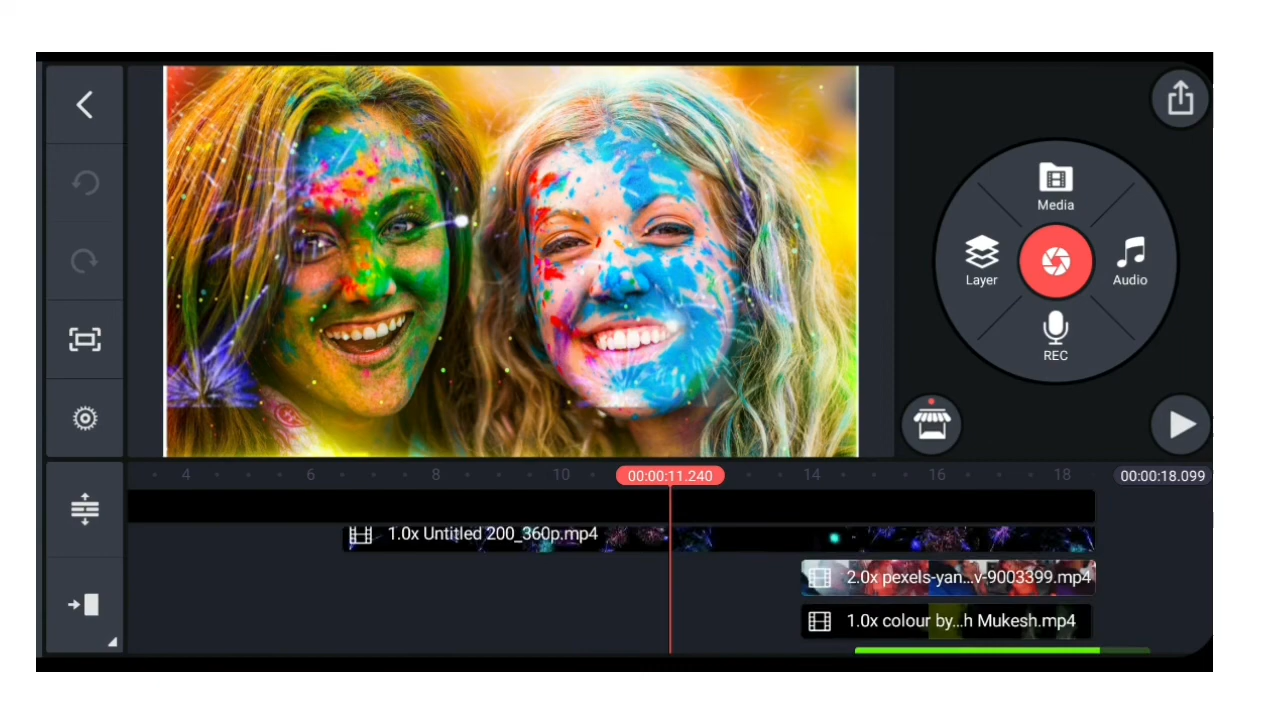 Media
Layer
Audio
REC
4 6 8 10 00:00:11.240 14 16 18 00:00:18.099
1.0x Untitled 200_360p.mp4
2.0x pexels-yan...v-9003399.mp4
1.0x colour by...h Mukesh.mp4